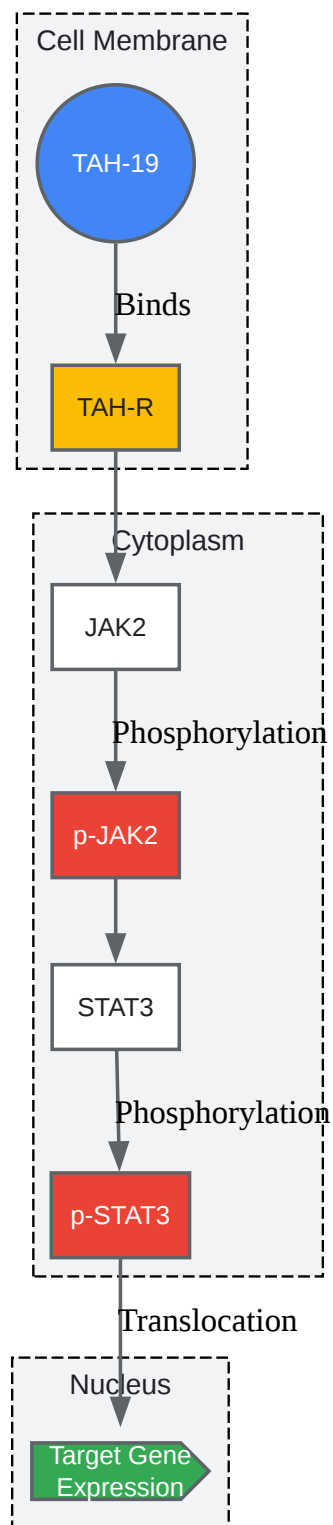 Cell Membrane
TAH-19
Binds
TAH-R
Cytoplasm
JAK2
Phosphorylation
p-JAK2
STAT3
Phosphorylation
p-STAT3
Translocation
Nucleus
Target Gene
Expression